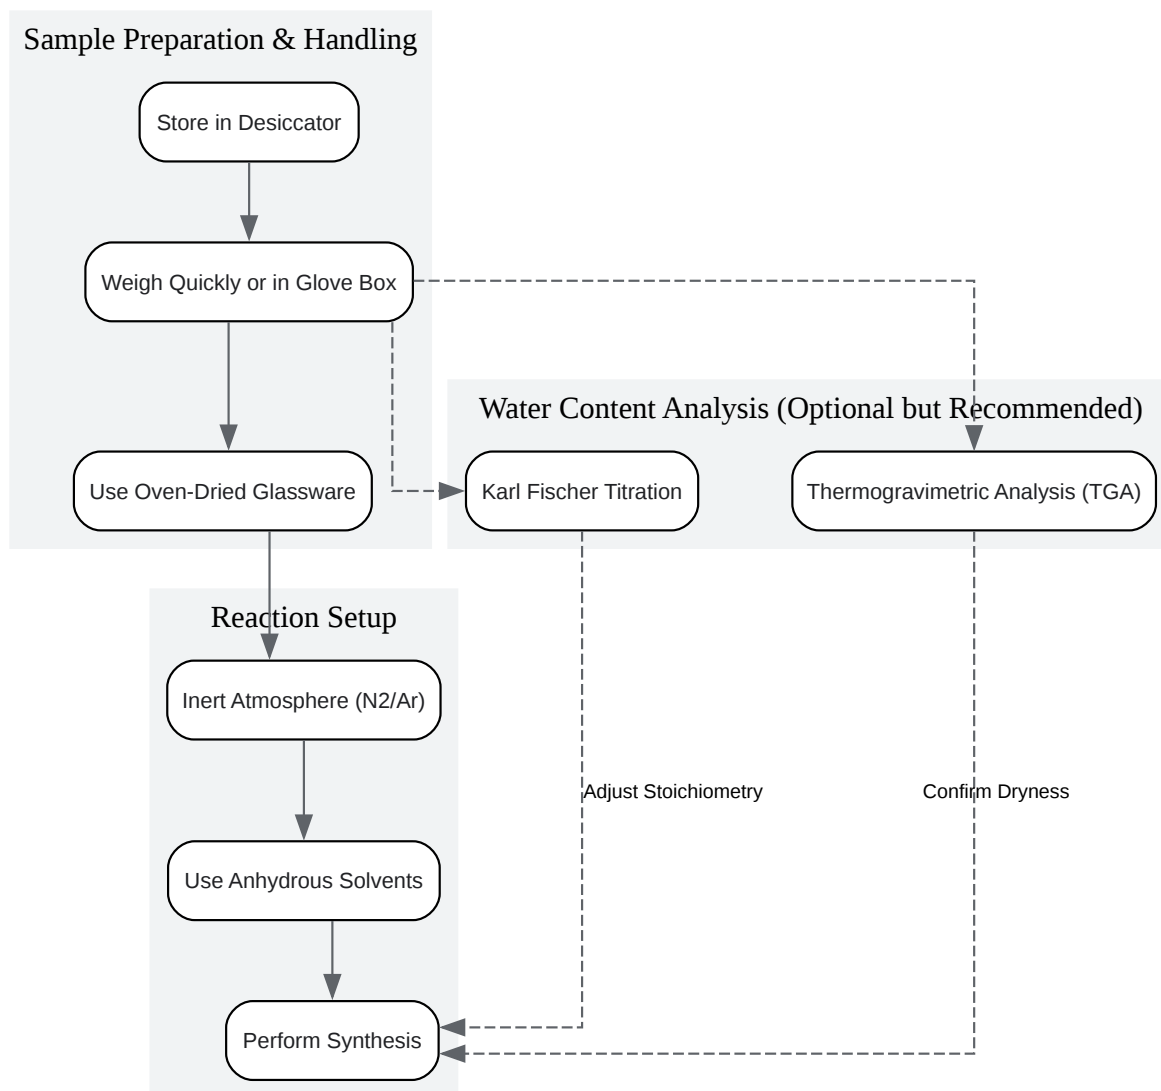 Sample Preparation & Handling
Store in Desiccator
Weigh Quickly or in Glove Box
Water Content Analysis (Optional but Recommended)
Use Oven-Dried Glassware
Karl Fischer Titration
Thermogravimetric Analysis (TGA)
Reaction Setup
Inert Atmosphere (N2/Ar)
Adjust Stoichiometry
Confirm Dryness
Use Anhydrous Solvents
Perform Synthesis